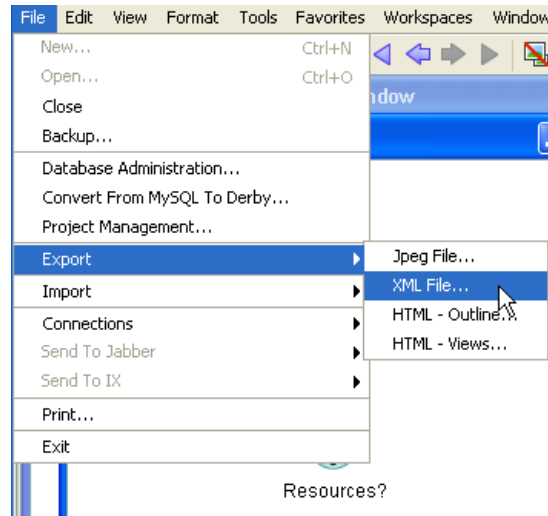 File Edit View Format Tools Favorites Workspaces Window
New... Ctrl+N
Open... Ctrl+O
Close
Backup...
Database Administration...
Convert From MySQL To Derby...
Project Management...
Export
Import
Connections
Send To Jabber
Send To IX
Print...
Exit
Jpeg File...
XML File...
HTML - Outline...
HTML - Views...
Resources?